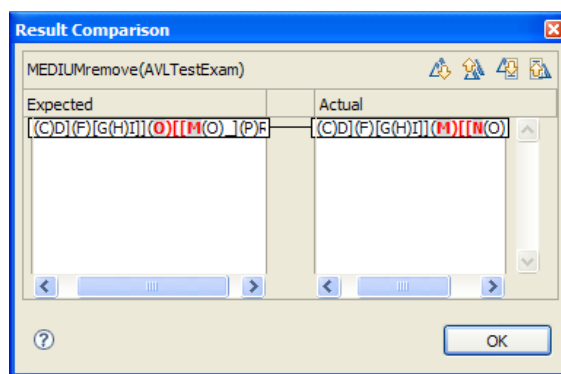 Result Comparison
MEDIUMremove(AVLTestExam)
Expected Actual
(C)D](F)[G(H)I]](O)[[M(O)_](P)R (C)D](F)[G(H)I]](M)[[N(O)
OK